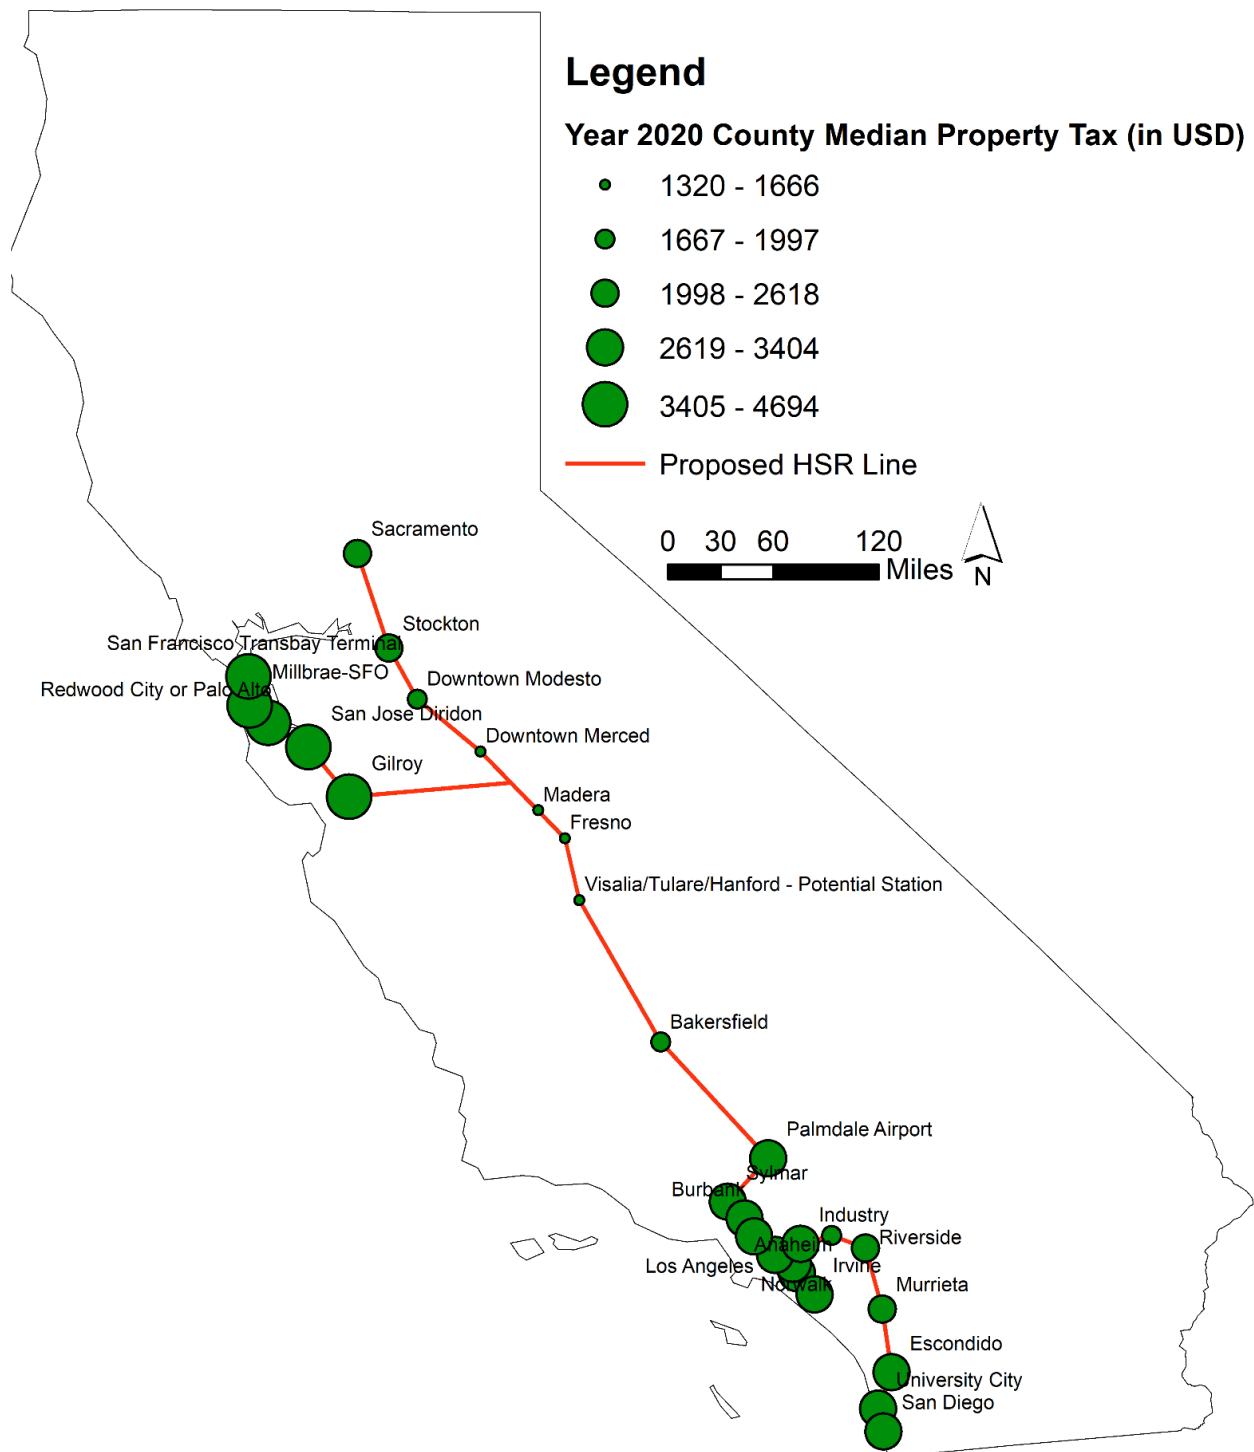 Legend
Year 2020 County Median Property Tax (in USD)
1320 - 1666
1667 - 1997
1998 - 2618
2619 - 3404
3405 - 4694
Proposed HSR Line
0 30 60 120
Miles
N
Sacramento
Stockton
San Francisco Transbay Terminal
Millbrae-SFO
Downtown Modesto
Redwood City or Palo Alto
San Jose Diridon
Downtown Merced
Gilroy
Madera
Fresno
Visalia/Tulare/Hanford - Potential Station
Bakersfield
Palmdale Airport
Sylmar
Burbank
Industry
Riverside
Anaheim
Los Angeles
Irvine
Norwalk
Murrieta
Escondido
University City
San Diego